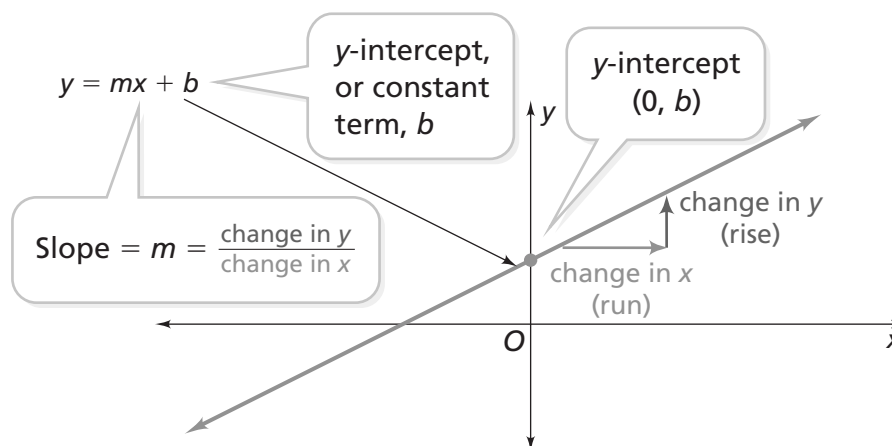 y = mx + b
y-intercept,
or constant
term, b
y-intercept
(0, b)
y
Slope = m = change in y
change in x
change in y
(rise)
change in x
(run)
O
x